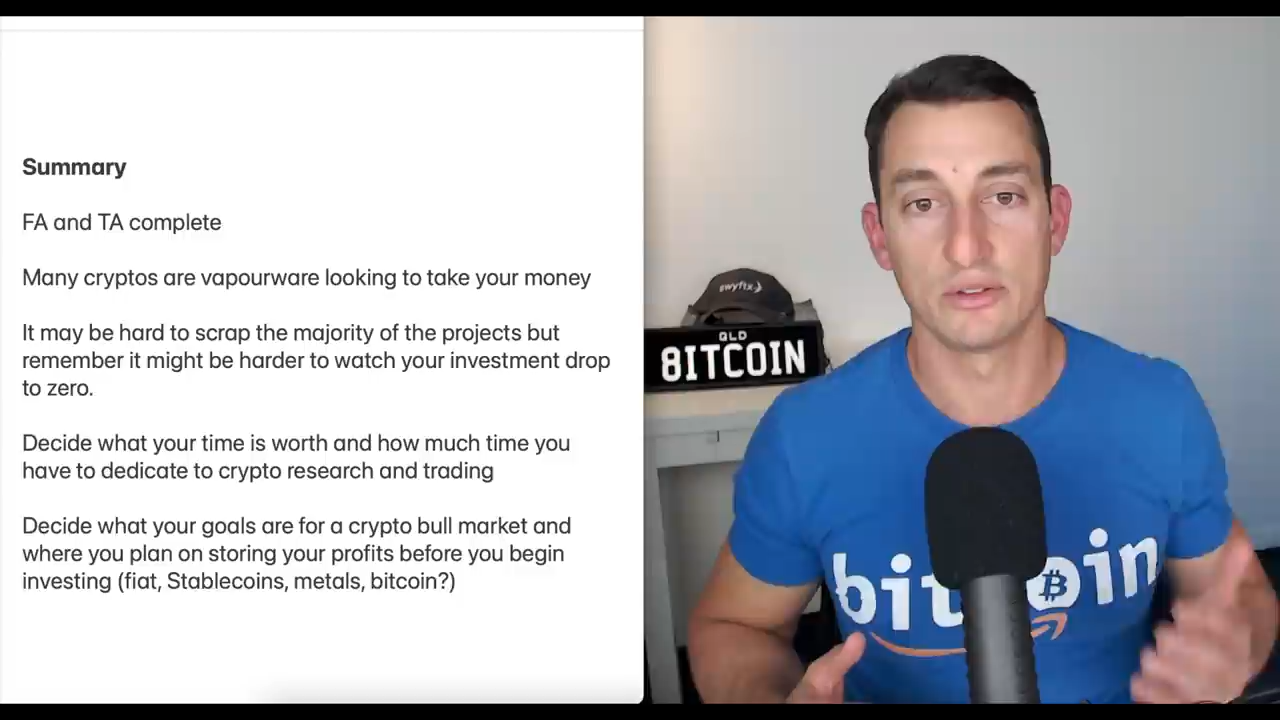 Summary
FA and TA complete
Many cryptos are vapourware looking to take your money
It may be hard to scrap the majority of the projects but
remember it might be harder to watch your investment drop
to zero.
Decide what your time is worth and how much time you
have to dedicate to crypto research and trading
Decide what your goals are for a crypto bull market and
where you plan on storing your profits before you begin
investing (fiat, Stablecoins, metals, bitcoin?)
swyftx
QLD
8ITCOIN
bitcoin